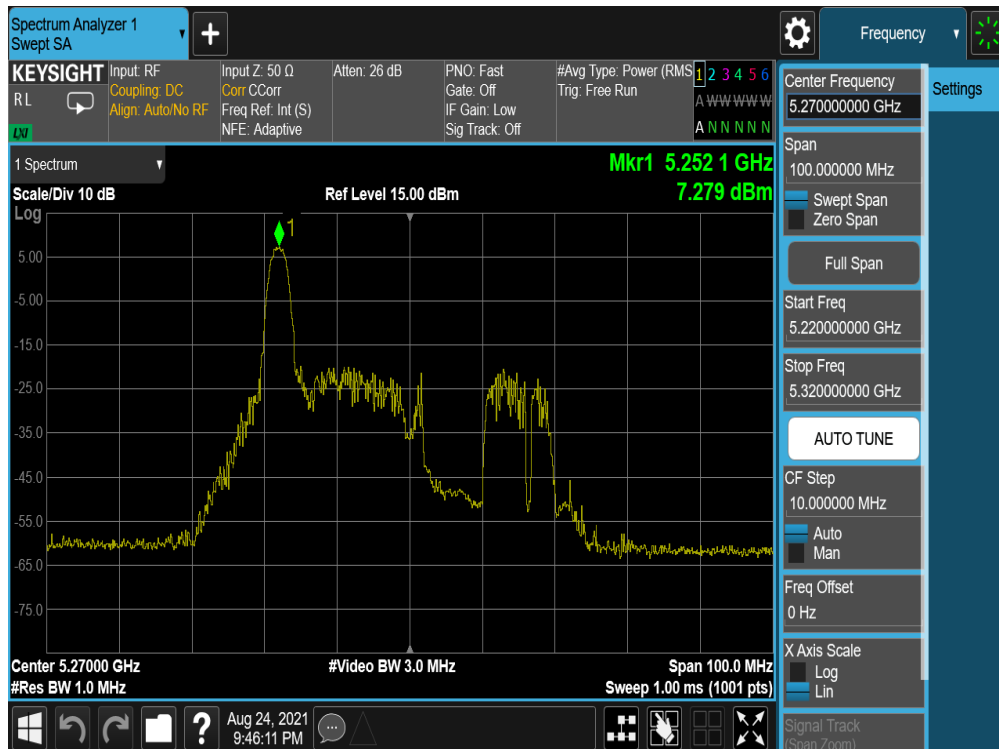 Spectrum Analyzer 1
Swept SA
+
Frequency
KEYSIGHT
R L
LXI
Input: RF
Coupling: DC
Align: Auto/No RF
Input Z: 50 Ω
Corr CCorr
Freq Ref: Int (S)
NFE: Adaptive
Atten: 26 dB
PNO: Fast
Gate: Off
IF Gain: Low
Sig Track: Off
#Avg Type: Power (RMS
Trig: Free Run
1 2 3 4 5 6
A W W W W W
A N N N N N
1 Spectrum
Scale/Div 10 dB
Log
Ref Level 15.00 dBm
Mkr1 5.252 1 GHz
7.279 dBm
1
5.00
-5.00
-15.0
-25.0
-35.0
-45.0
-55.0
-65.0
-75.0
Center 5.27000 GHz
#Res BW 1.0 MHz
#Video BW 3.0 MHz
Span 100.0 MHz
Sweep 1.00 ms (1001 pts)
Center Frequency
5.270000000 GHz
Settings
Span
100.000000 MHz
Swept Span
Zero Span
Full Span
Start Freq
5.220000000 GHz
Stop Freq
5.320000000 GHz
AUTO TUNE
CF Step
10.000000 MHz
Auto
Man
Freq Offset
0 Hz
X Axis Scale
Log
Lin
Signal Track
(Span Zoom)
?
Aug 24, 2021
9:46:11 PM